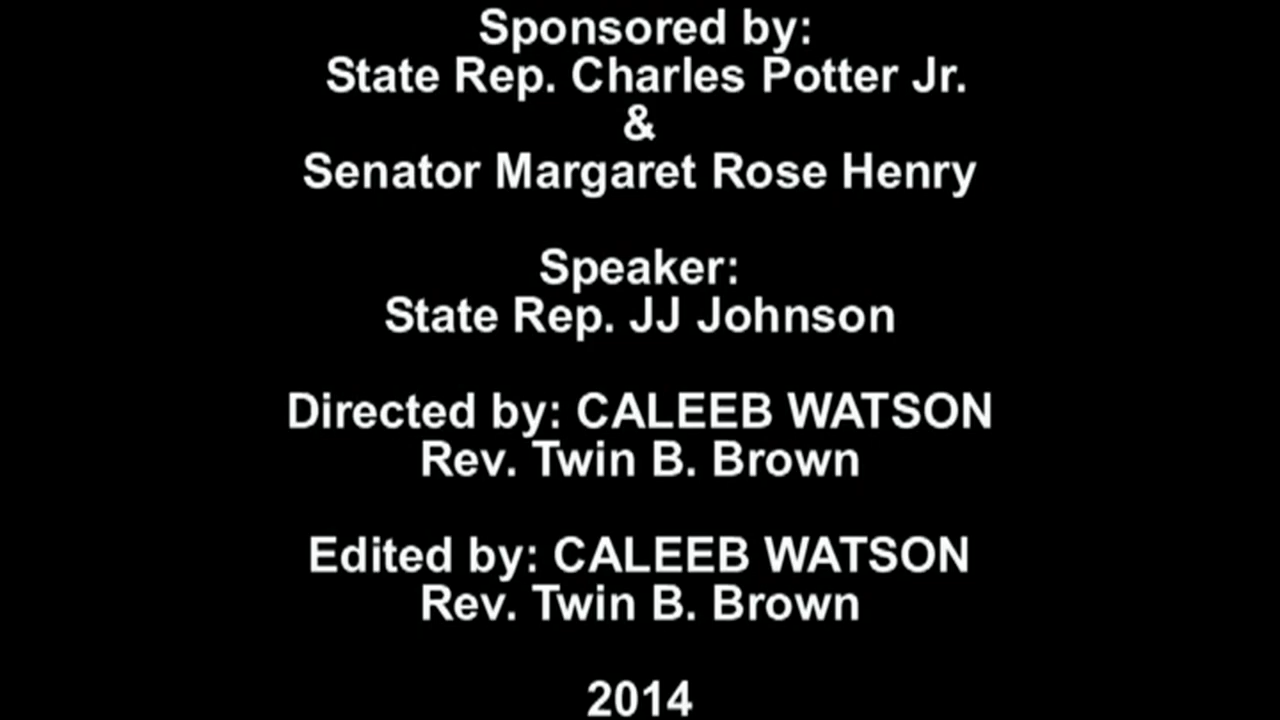 Sponsored by:
State Rep. Charles Potter Jr.
&
Senator Margaret Rose Henry
Speaker:
State Rep. JJ Johnson
Directed by: CALEEB WATSON
Rev. Twin B. Brown
Edited by: CALEEB WATSON
Rev. Twin B. Brown
2014